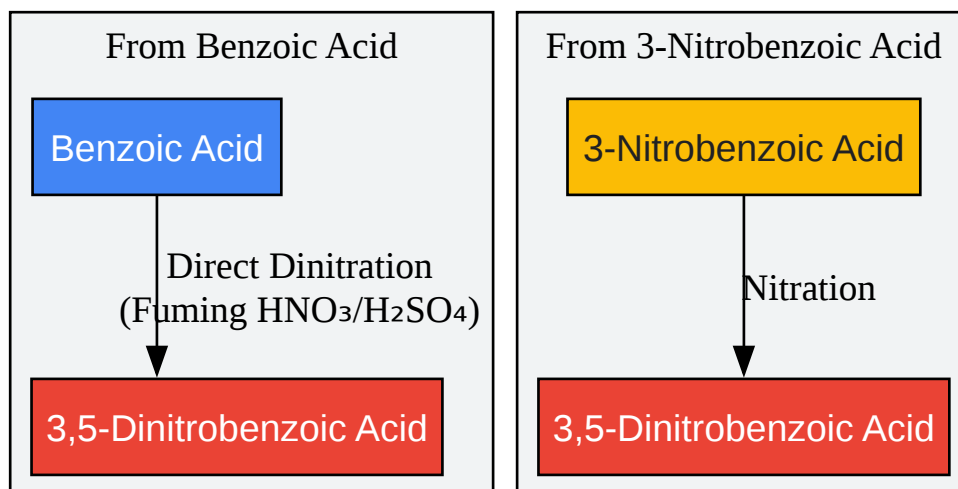 From Benzoic Acid
Benzoic Acid
Direct Dinitration
(Fuming HNO₃/H₂SO₄)
3,5-Dinitrobenzoic Acid
From 3-Nitrobenzoic Acid
3-Nitrobenzoic Acid
Nitration
3,5-Dinitrobenzoic Acid